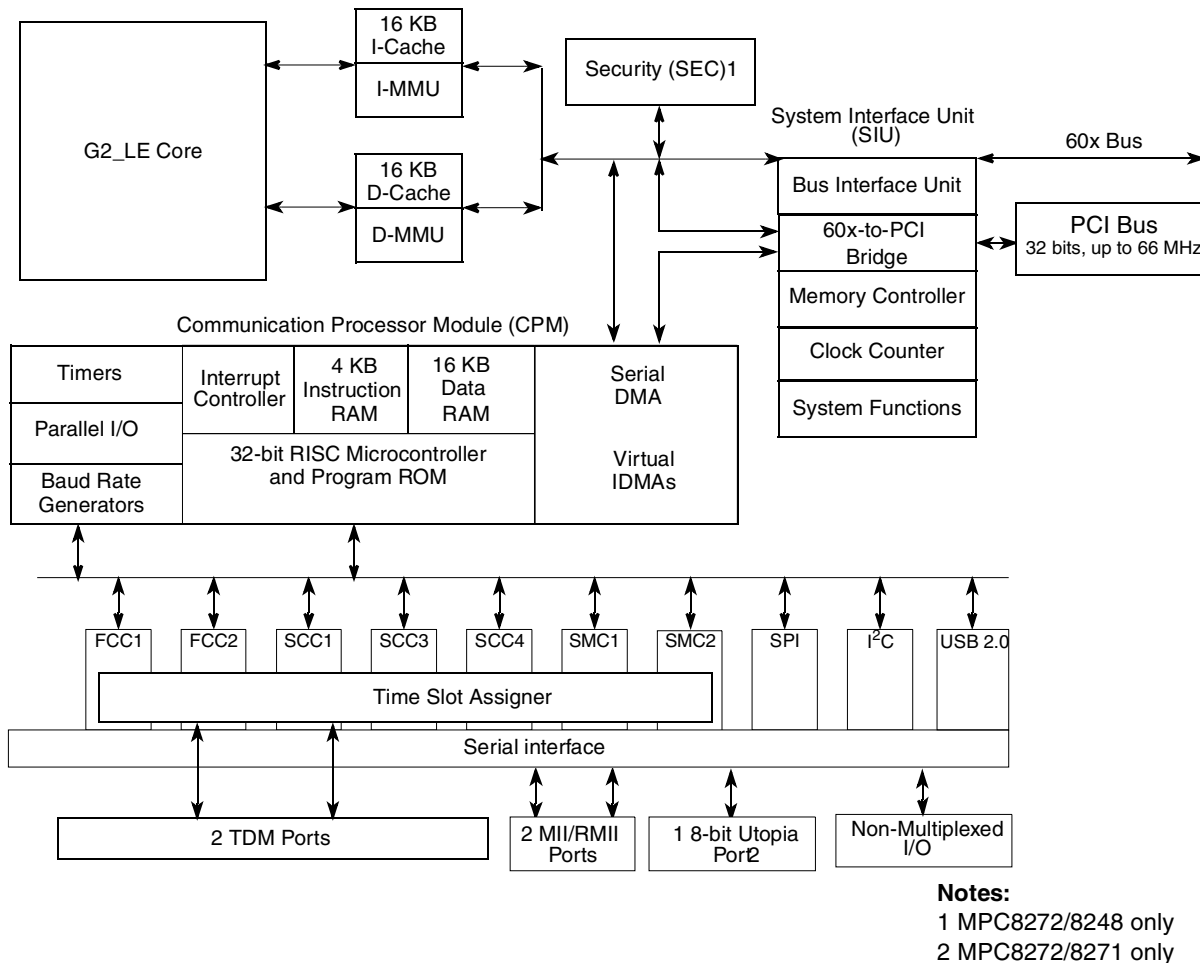 16 KB
I-Cache
I-MMU
G2_LE Core
16 KB
D-Cache
D-MMU
Security (SEC)1
System Interface Unit
(SIU)
60x Bus
Bus Interface Unit
60x-to-PCI
Bridge
Memory Controller
Clock Counter
System Functions
PCI Bus
32 bits, up to 66 MHz
Communication Processor Module (CPM)
Timers
Parallel I/O
Baud Rate
Generators
Interrupt
Controller
4 KB
Instruction
RAM
16 KB
Data
RAM
32-bit RISC Microcontroller
and Program ROM
Serial
DMA
Virtual
IDMAs
FCC1
FCC2
SCC1
SCC3
SCC4
SMC1
SMC2
SPI
I²C
USB 2.0
Time Slot Assigner
Serial interface
2 TDM Ports
2 MII/RMII
Ports
1 8-bit Utopia
Port2
Non-Multiplexed
I/O
Notes:
1 MPC8272/8248 only
2 MPC8272/8271 only